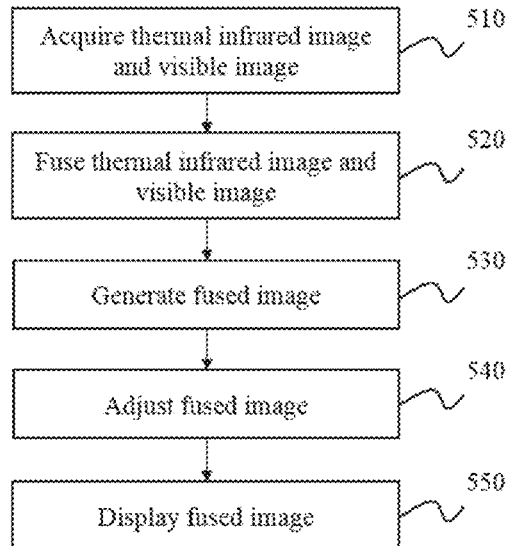 510
Acquire thermal infrared image
and visible image
520
Fuse thermal infrared image and
visible image
530
Generate fused image
540
Adjust fused image
550
Display fused image